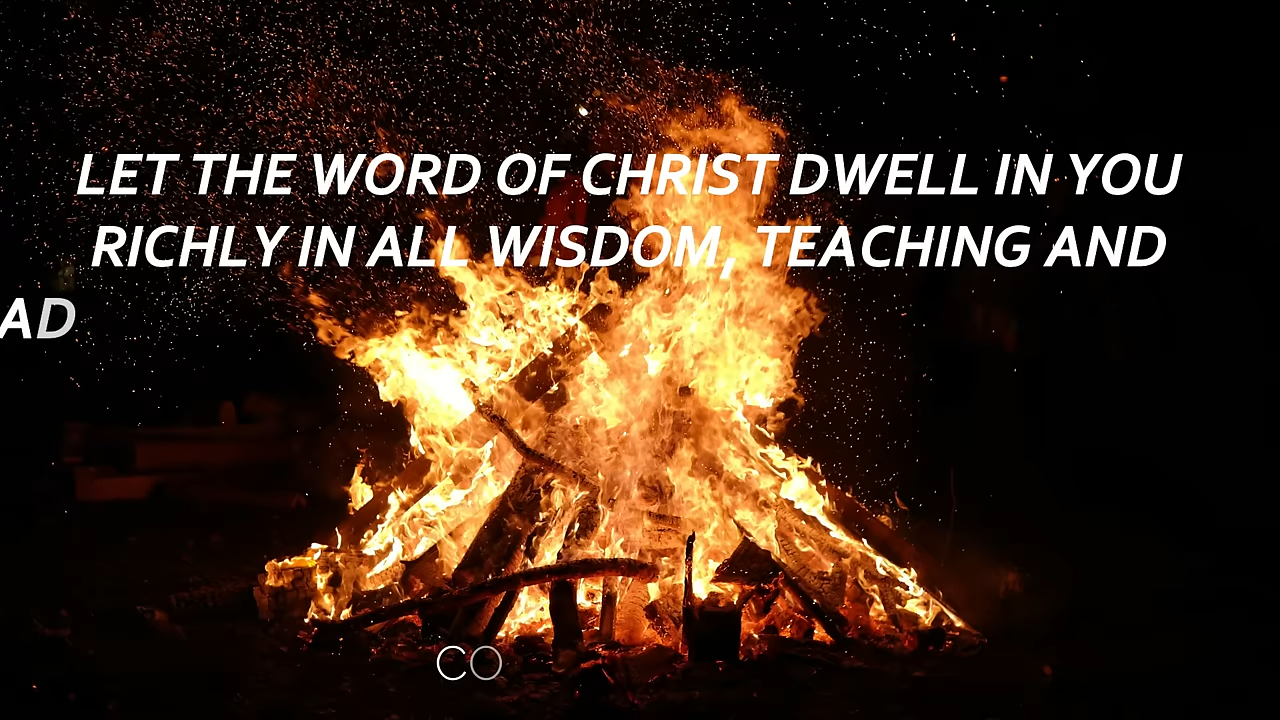 LET THE WORD OF CHRIST DWELL IN YOU
RICHLY IN ALL WISDOM, TEACHING AND
AD
CO